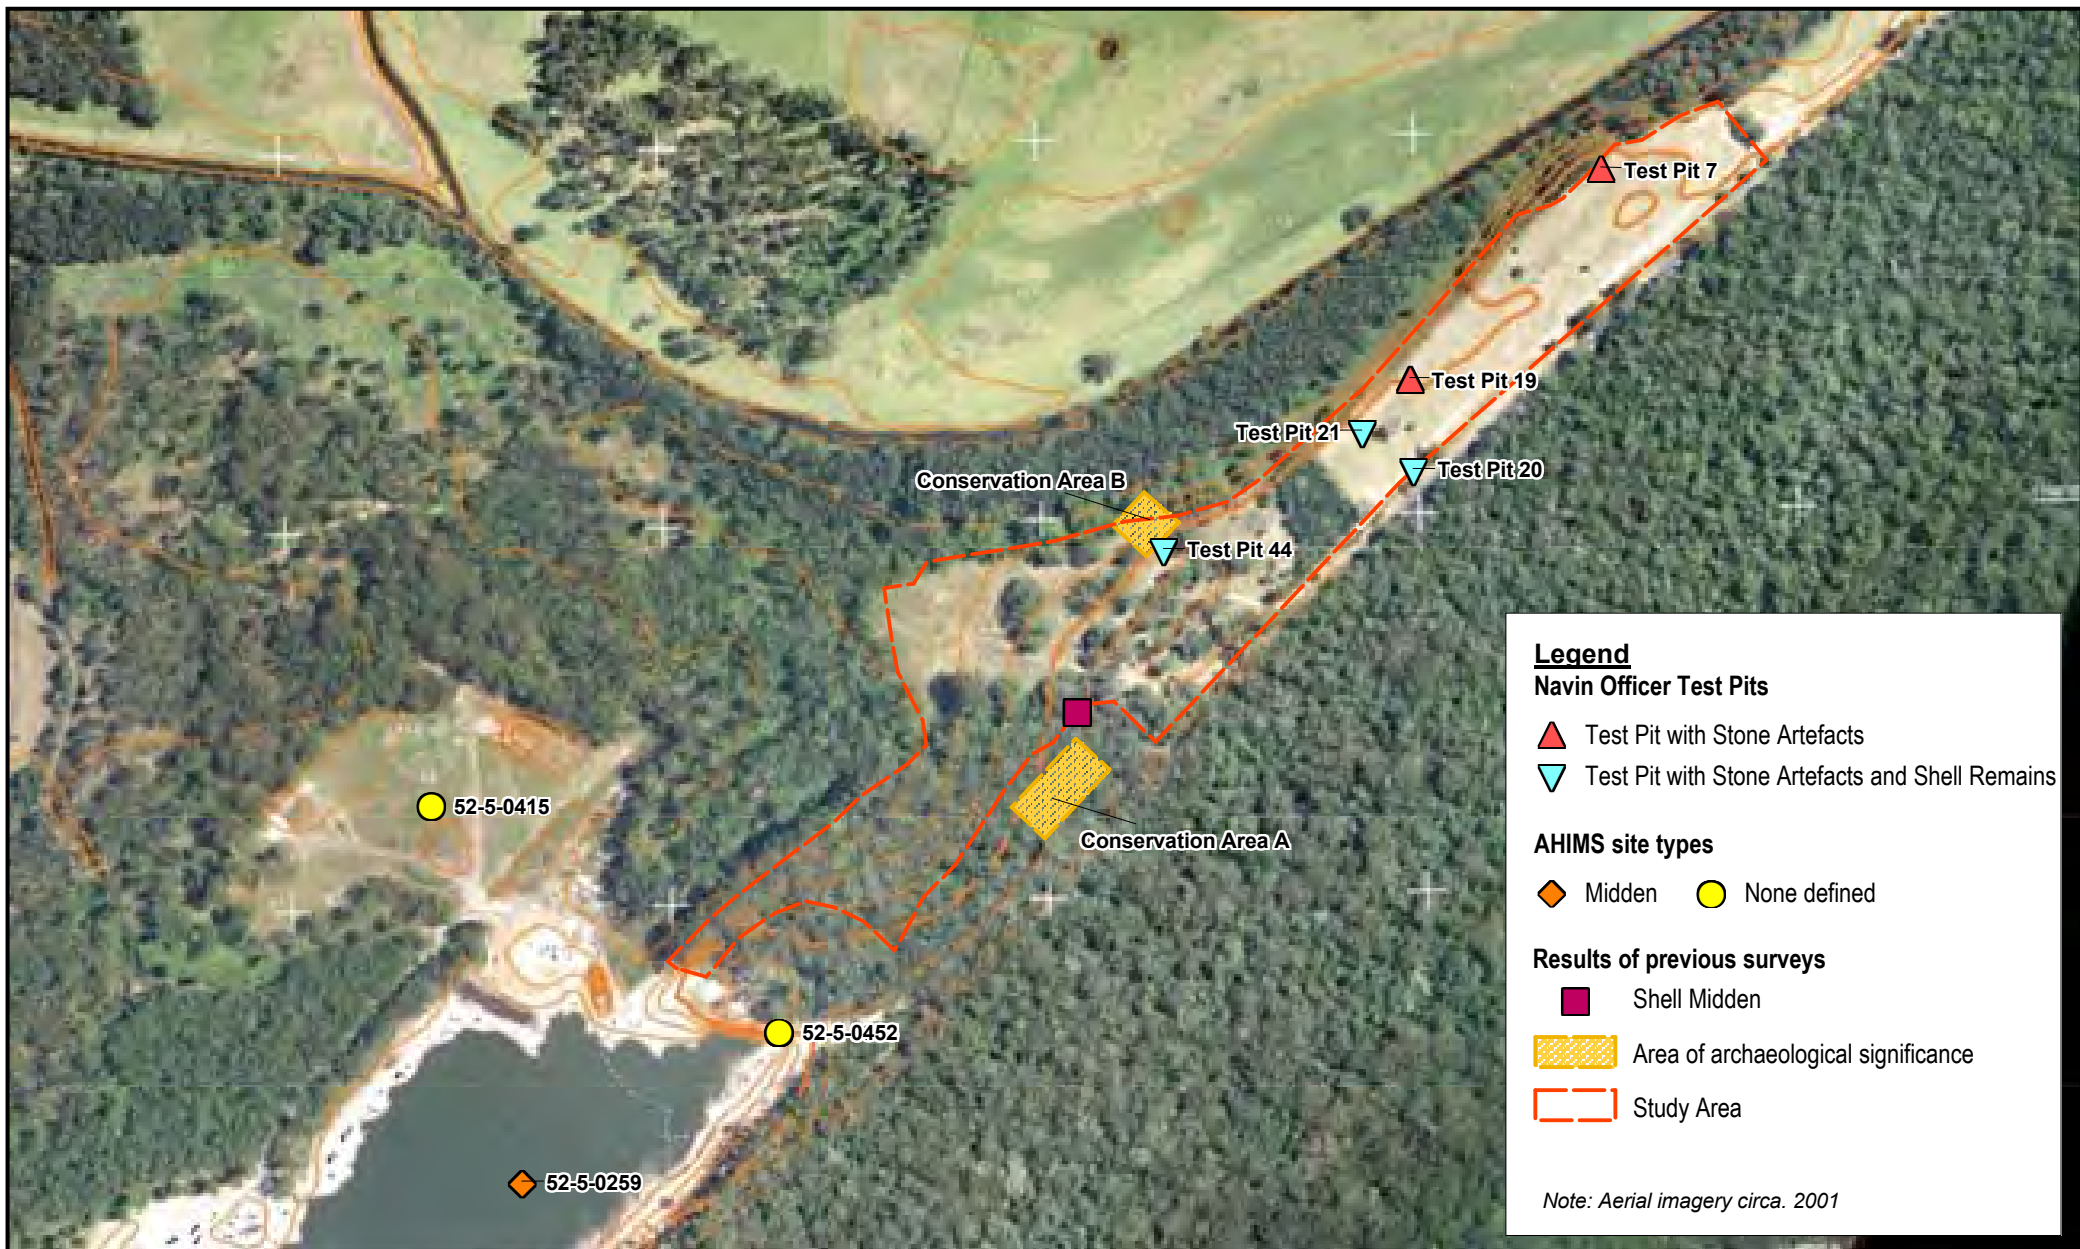 Test Pit 7
Test Pit 19
Test Pit 21
Test Pit 20
Conservation Area B
Test Pit 44
52-5-0415
Conservation Area A
52-5-0452
52-5-0259
Legend
Navin Officer Test Pits
Test Pit with Stone Artefacts
Test Pit with Stone Artefacts and Shell Remains
AHIMS site types
Midden
None defined
Results of previous surveys
Shell Midden
Area of archaeological significance
Study Area
Note: Aerial imagery circa. 2001